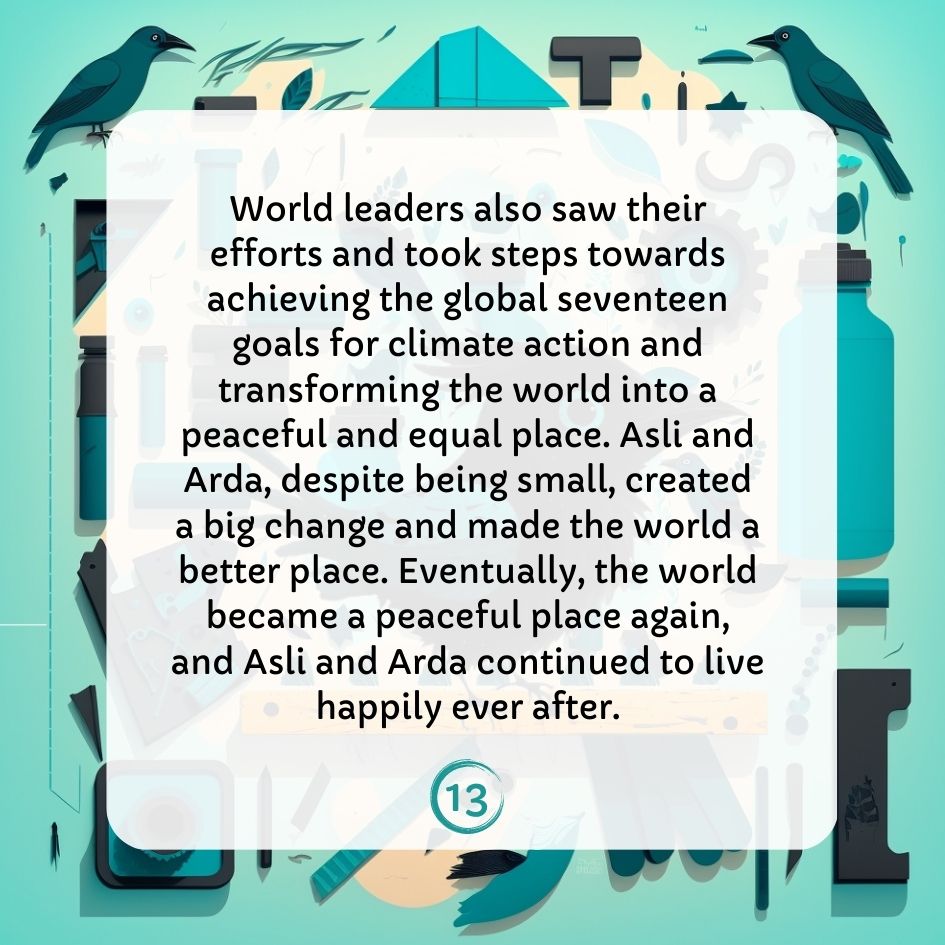 World leaders also saw their
efforts and took steps towards
achieving the global seventeen
goals for climate action and
transforming the world into a
peaceful and equal place. Asli and
Arda, despite being small, created
a big change and made the world a
better place. Eventually, the world
became a peaceful place again,
and Asli and Arda continued to live
happily ever after.
13